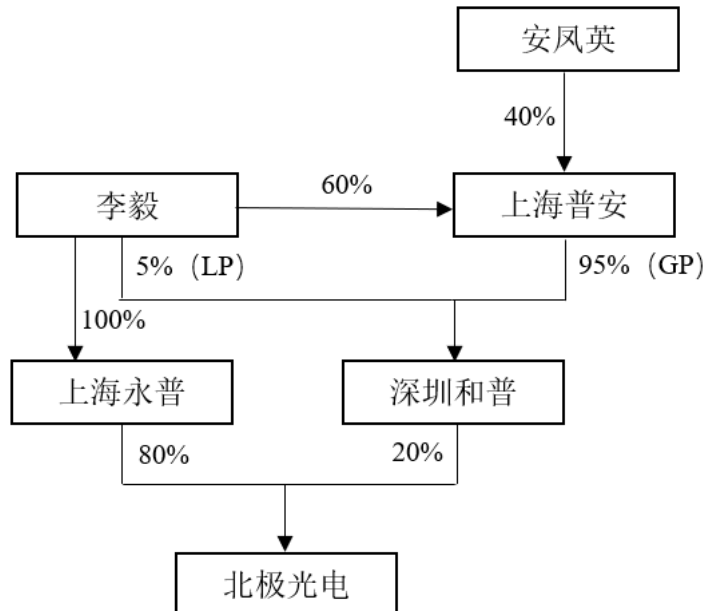 安凤英
40%
60%
李毅
上海普安
5%（LP）
95%（GP）
100%
上海永普
深圳和普
80%
20%
北极光电